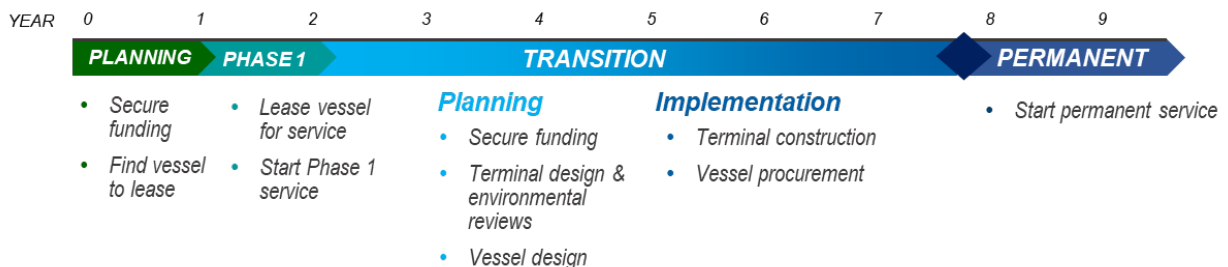 YEAR 0 1 2 3 4 5 6 7 8 9
PLANNING PHASE 1 TRANSITION PERMANENT
• Secure
funding
• Find vessel
to lease
• Lease vessel
for service
• Start Phase 1
service
Planning
• Secure funding
• Terminal design &
environmental
reviews
• Vessel design
Implementation
• Terminal construction
• Vessel procurement
• Start permanent service